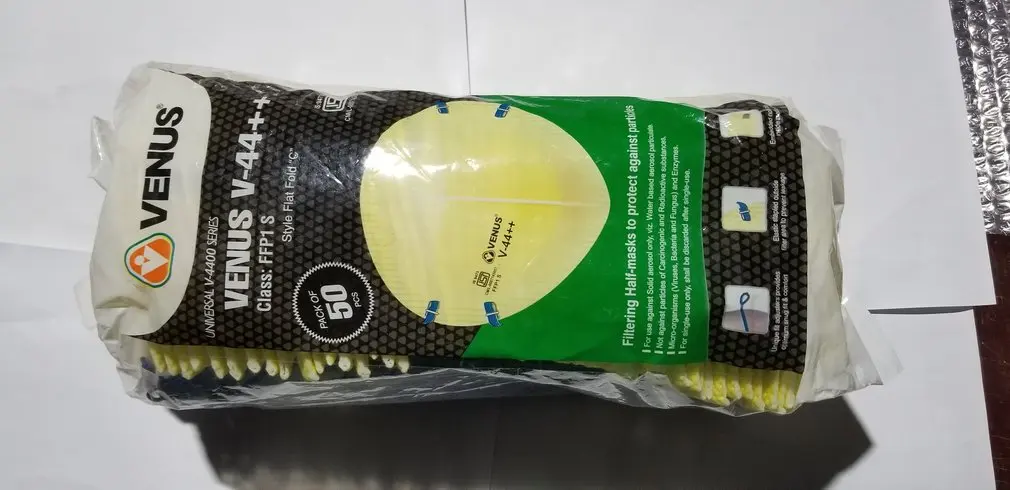 VENUS®
UNIVERSAL V-4400 SERIES
VENUS V-44++
Class: FFP1 S
Style Flat Fold "C"
PACK OF
50
PCS
VENUS®
V-44++
FFP1 S
Filtering Half-masks to protect against particles
For use against Solid aerosol only, viz. Water based aerosol particulate.
Not against particles of Carcinogenic and Radioactive substances.
Micro-organisms (Viruses, Bacteria and Fungus) and Enzymes.
For single-use only, shall be discarded after single-use.
Elastic stapled outside